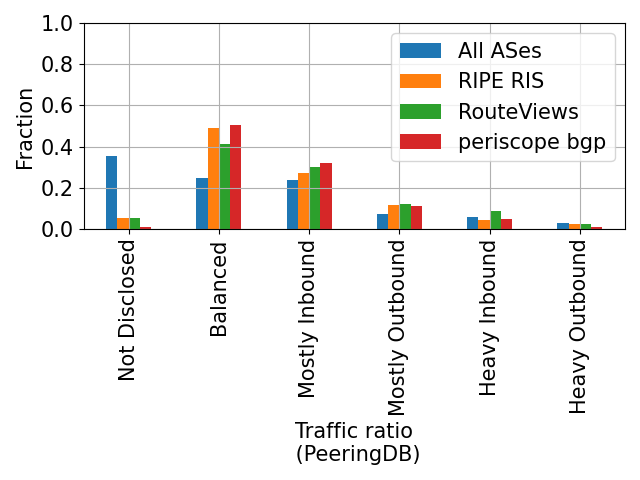 1.0
0.8
0.6
0.4
0.2
0.0
Fraction
All ASes
RIPE RIS
RouteViews
periscope bgp
Not Disclosed
Balanced
Mostly Inbound
Mostly Outbound
Heavy Inbound
Heavy Outbound
Traffic ratio
(PeeringDB)